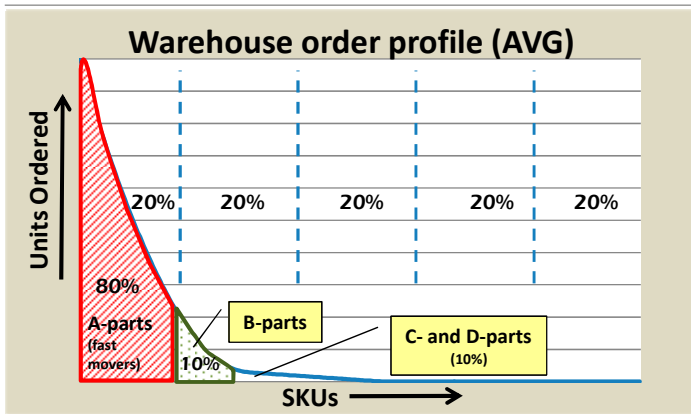 Warehouse order profile (AVG)
Units Ordered
20%
20%
20%
20%
20%
80%
A-parts
(fast
movers)
B-parts
10%
C- and D-parts
(10%)
SKUs